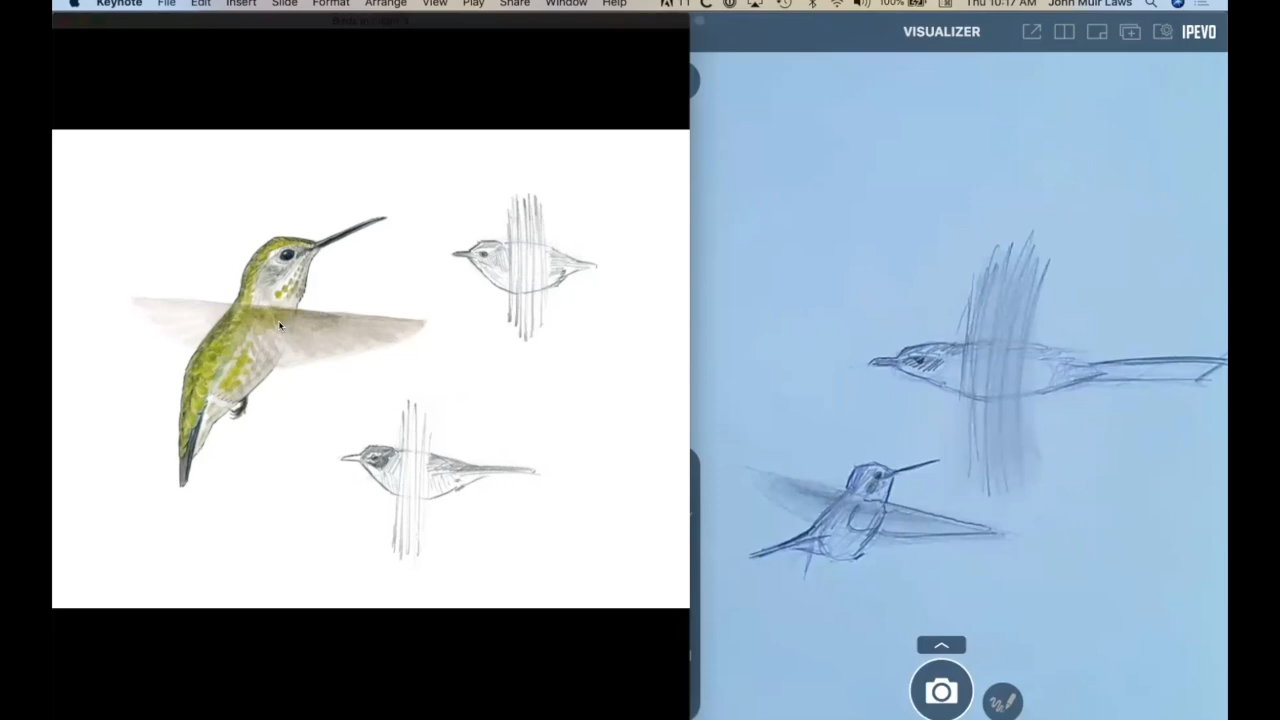 Keynote File Edit Insert Slide Format Arrange View Play Share Window Help 100% Thu 10:17 AM John Muir Laws
VISUALIZER IPEVO